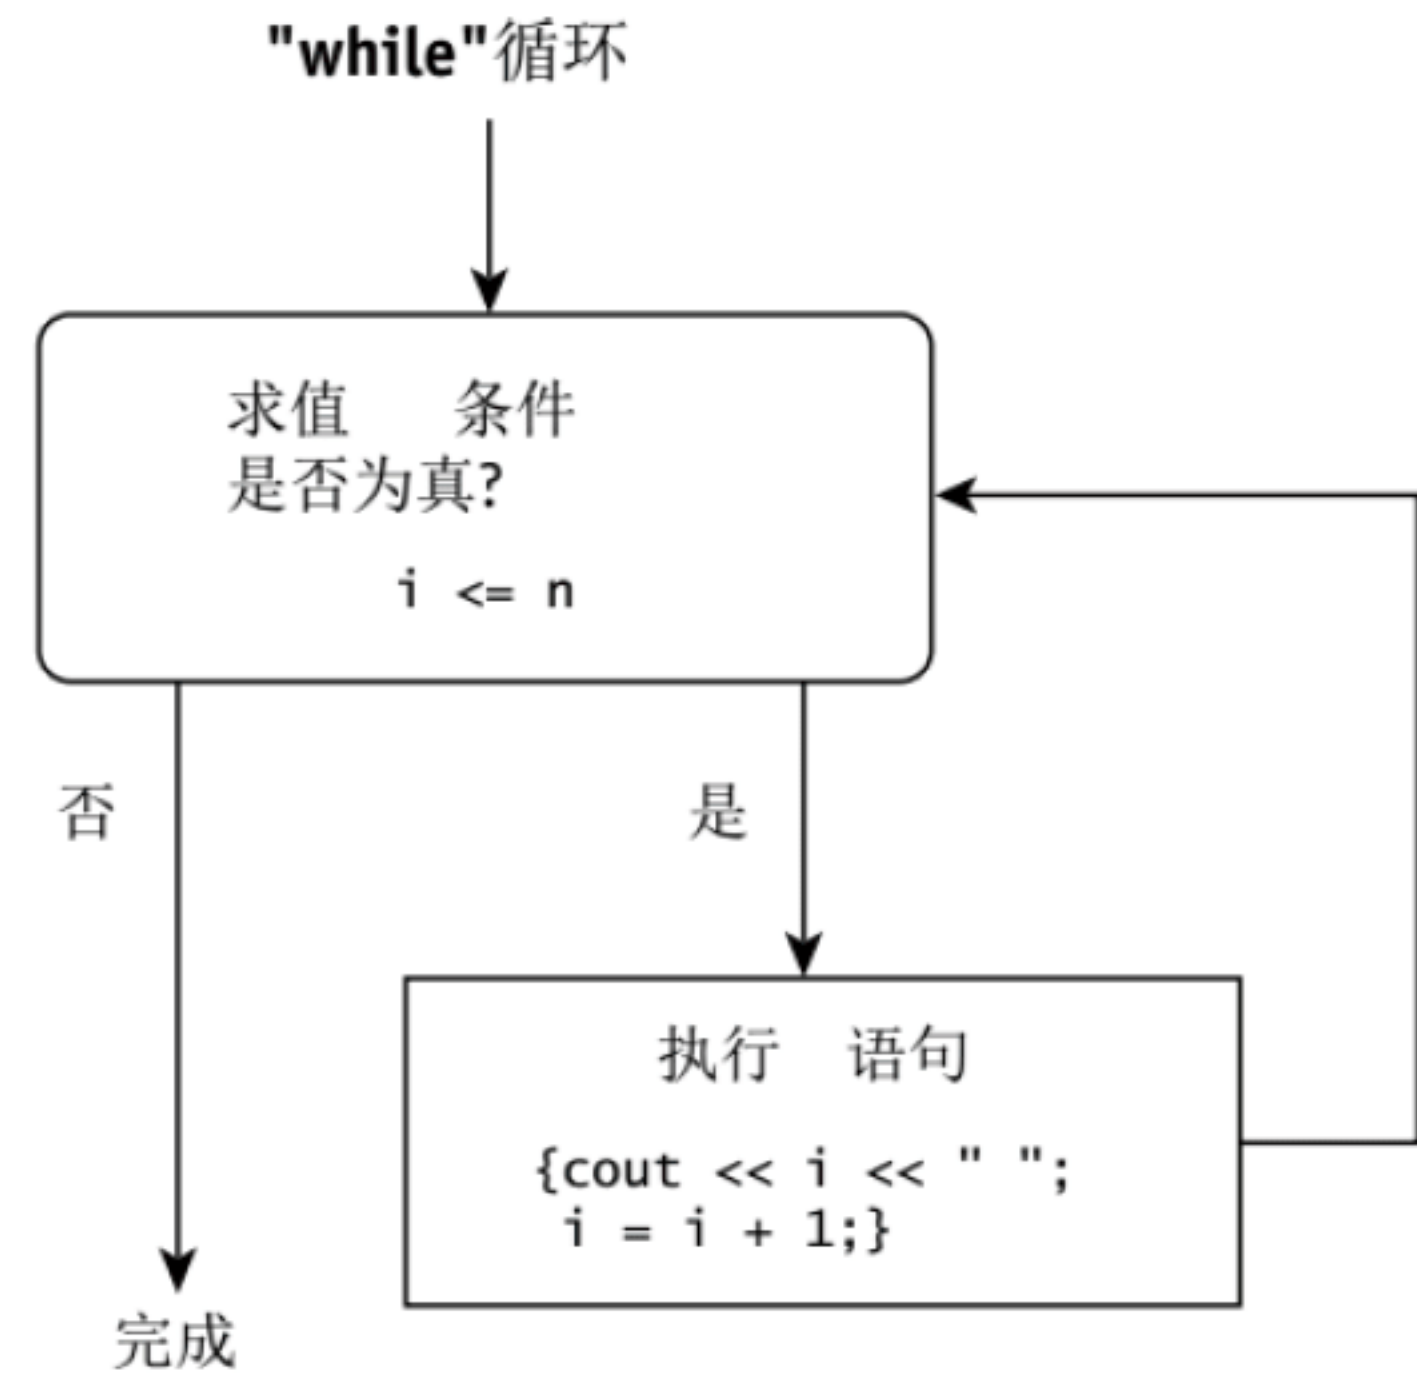 "while"循环
求值 条件
是否为真?
i <= n
否
是
执行 语句
{cout << i << " ";
i = i + 1;}
完成